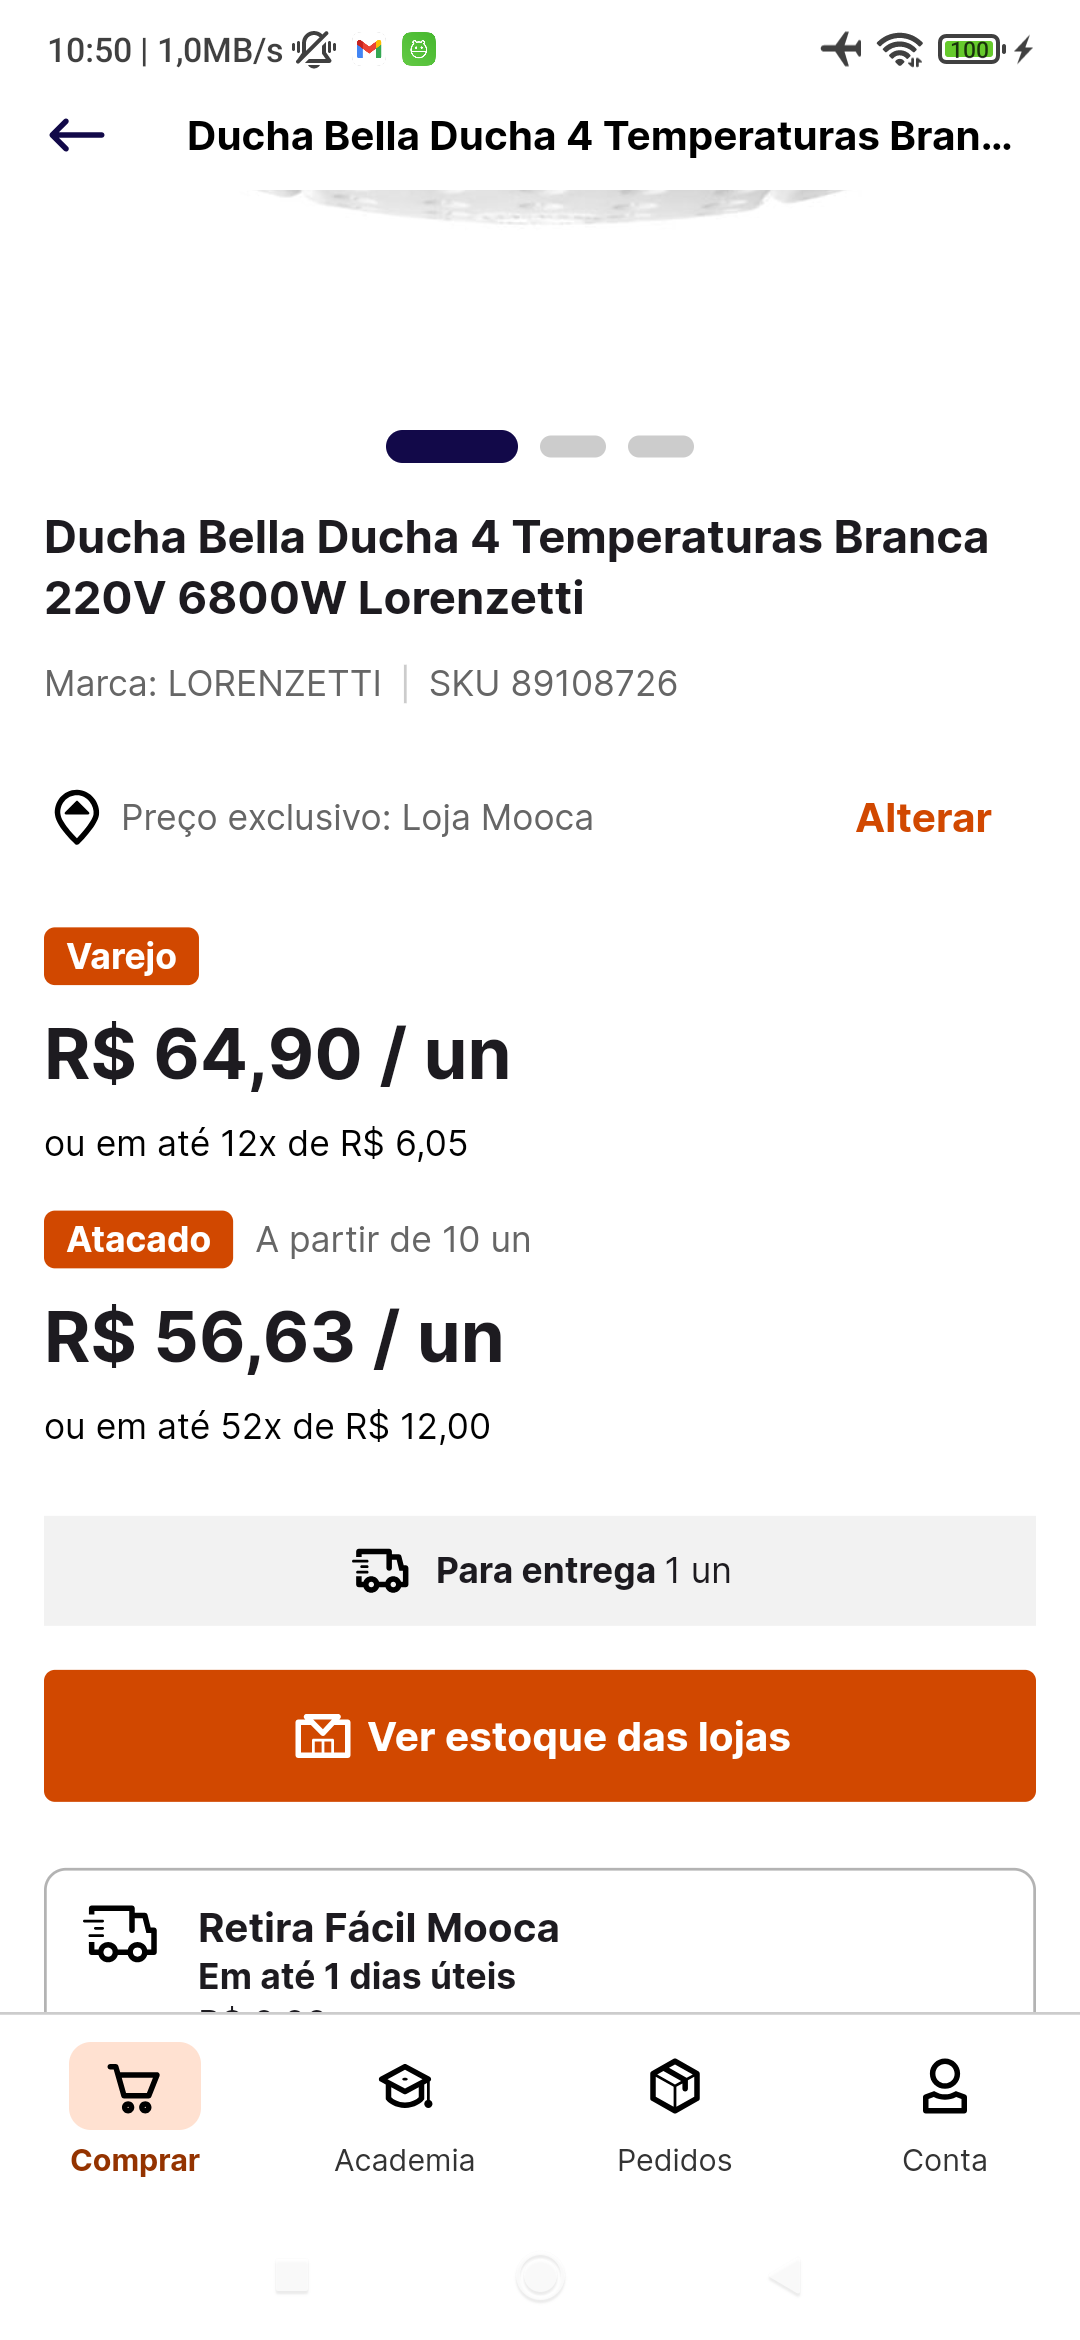 10:50 | 1,0MB/s
100
Ducha Bella Ducha 4 Temperaturas Bran...
Ducha Bella Ducha 4 Temperaturas Branca
220V 6800W Lorenzetti
Marca: LORENZETTI | SKU 89108726
Preço exclusivo: Loja Mooca
Alterar
Varejo
R$ 64,90 / un
ou em até 12x de R$ 6,05
Atacado A partir de 10 un
R$ 56,63 / un
ou em até 52x de R$ 12,00
Para entrega 1 un
Ver estoque das lojas
Retira Fácil Mooca
Em até 1 dias úteis
Comprar
Academia
Pedidos
Conta